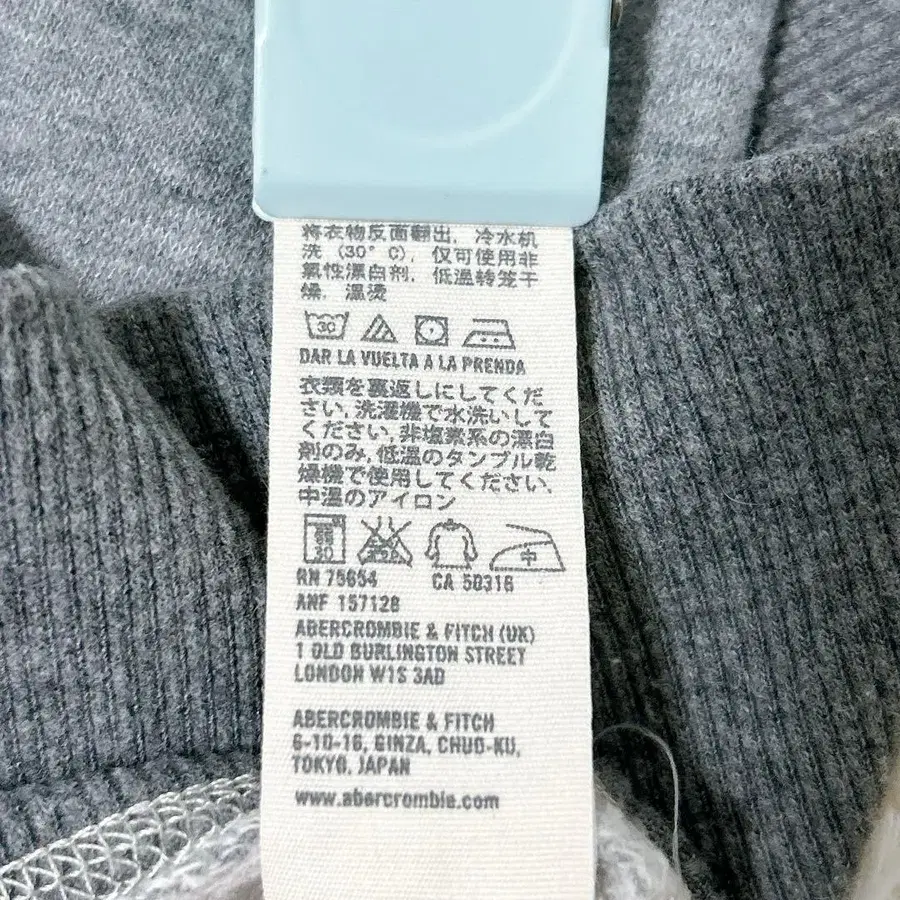 将衣物反面翻出，冷水机
洗（30°C），仅可使用非
氧性漂白剂，低温转笼干
燥，温烫
30
DAR LA VUELTA A LA PRENDA
衣類を裏返しにしてくだ
さい,洗濯機で水洗いして
ください,非塩素系の漂白
剤のみ,低温のタンブル乾
燥機で使用してください,
中温のアイロン
弱 30 中
RN 75654 CA 50316
ANF 157128
ABERCROMBIE & FITCH (UK)
1 OLD BURLINGTON STREET
LONDON W1S 3AD
ABERCROMBIE & FITCH
6-10-16, GINZA, CHUO-KU,
TOKYO, JAPAN
www.abercrombie.com